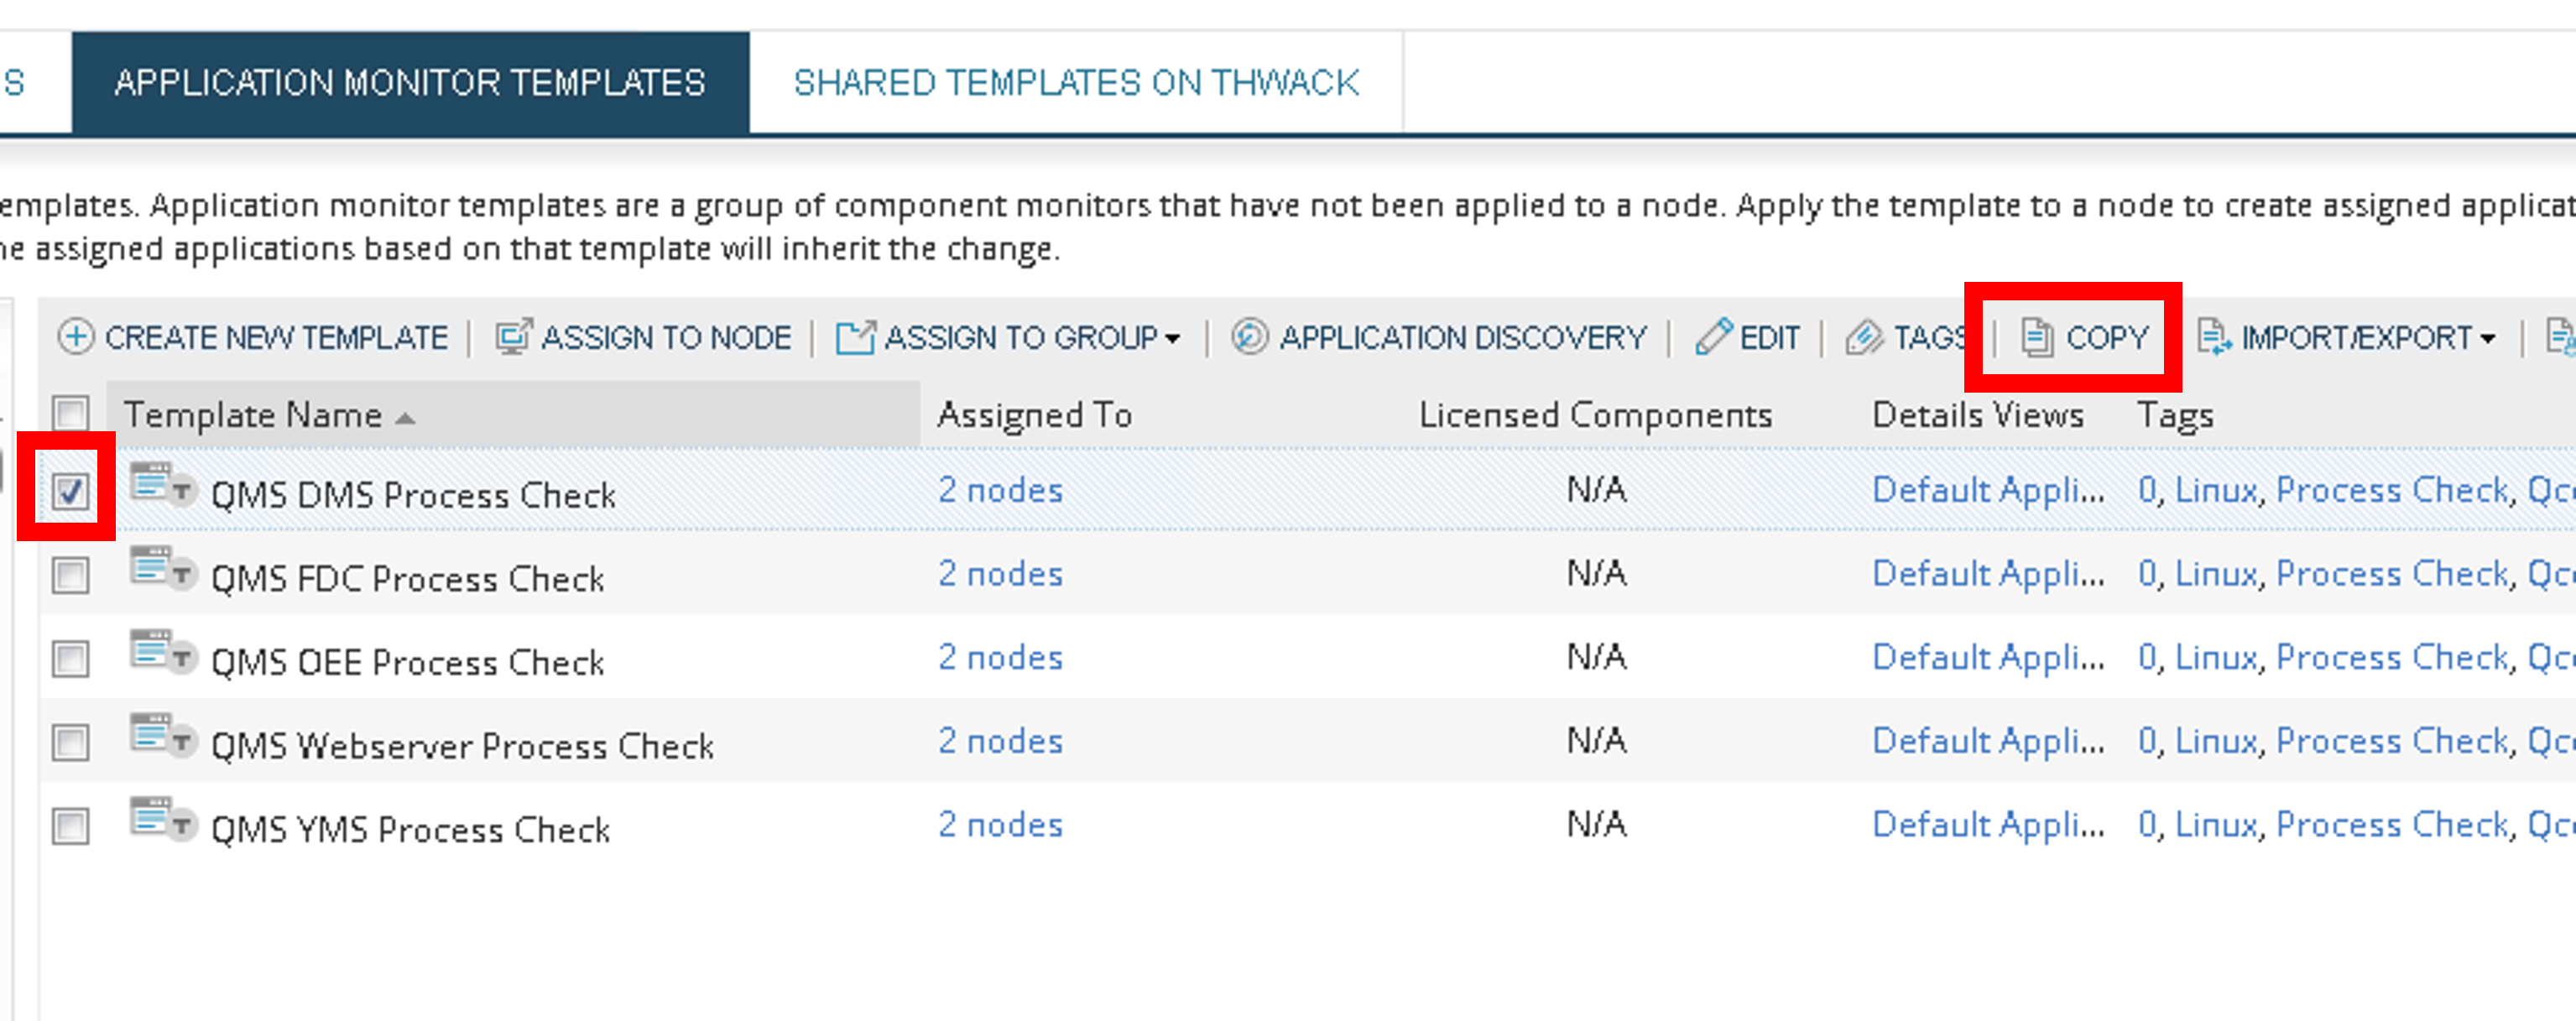 S APPLICATION MONITOR TEMPLATES SHARED TEMPLATES ON THWACK
emplates. Application monitor templates are a group of component monitors that have not been applied to a node. Apply the template to a node to create assigned applicat
ne assigned applications based on that template will inherit the change.
CREATE NEW TEMPLATE | ASSIGN TO NODE | ASSIGN TO GROUP | APPLICATION DISCOVERY | EDIT | TAGS | COPY IMPORT/EXPORT |
Template Name Assigned To Licensed Components Details Views Tags
QMS DMS Process Check 2 nodes N/A Default Appli... 0, Linux, Process Check,
QMS FDC Process Check 2 nodes N/A Default Appli... 0, Linux, Process Check,
QMS OEE Process Check 2 nodes N/A Default Appli... 0, Linux, Process Check,
QMS Webserver Process Check 2 nodes N/A Default Appli... 0, Linux, Process Check,
QMS YMS Process Check 2 nodes N/A Default Appli... 0, Linux, Process Check,